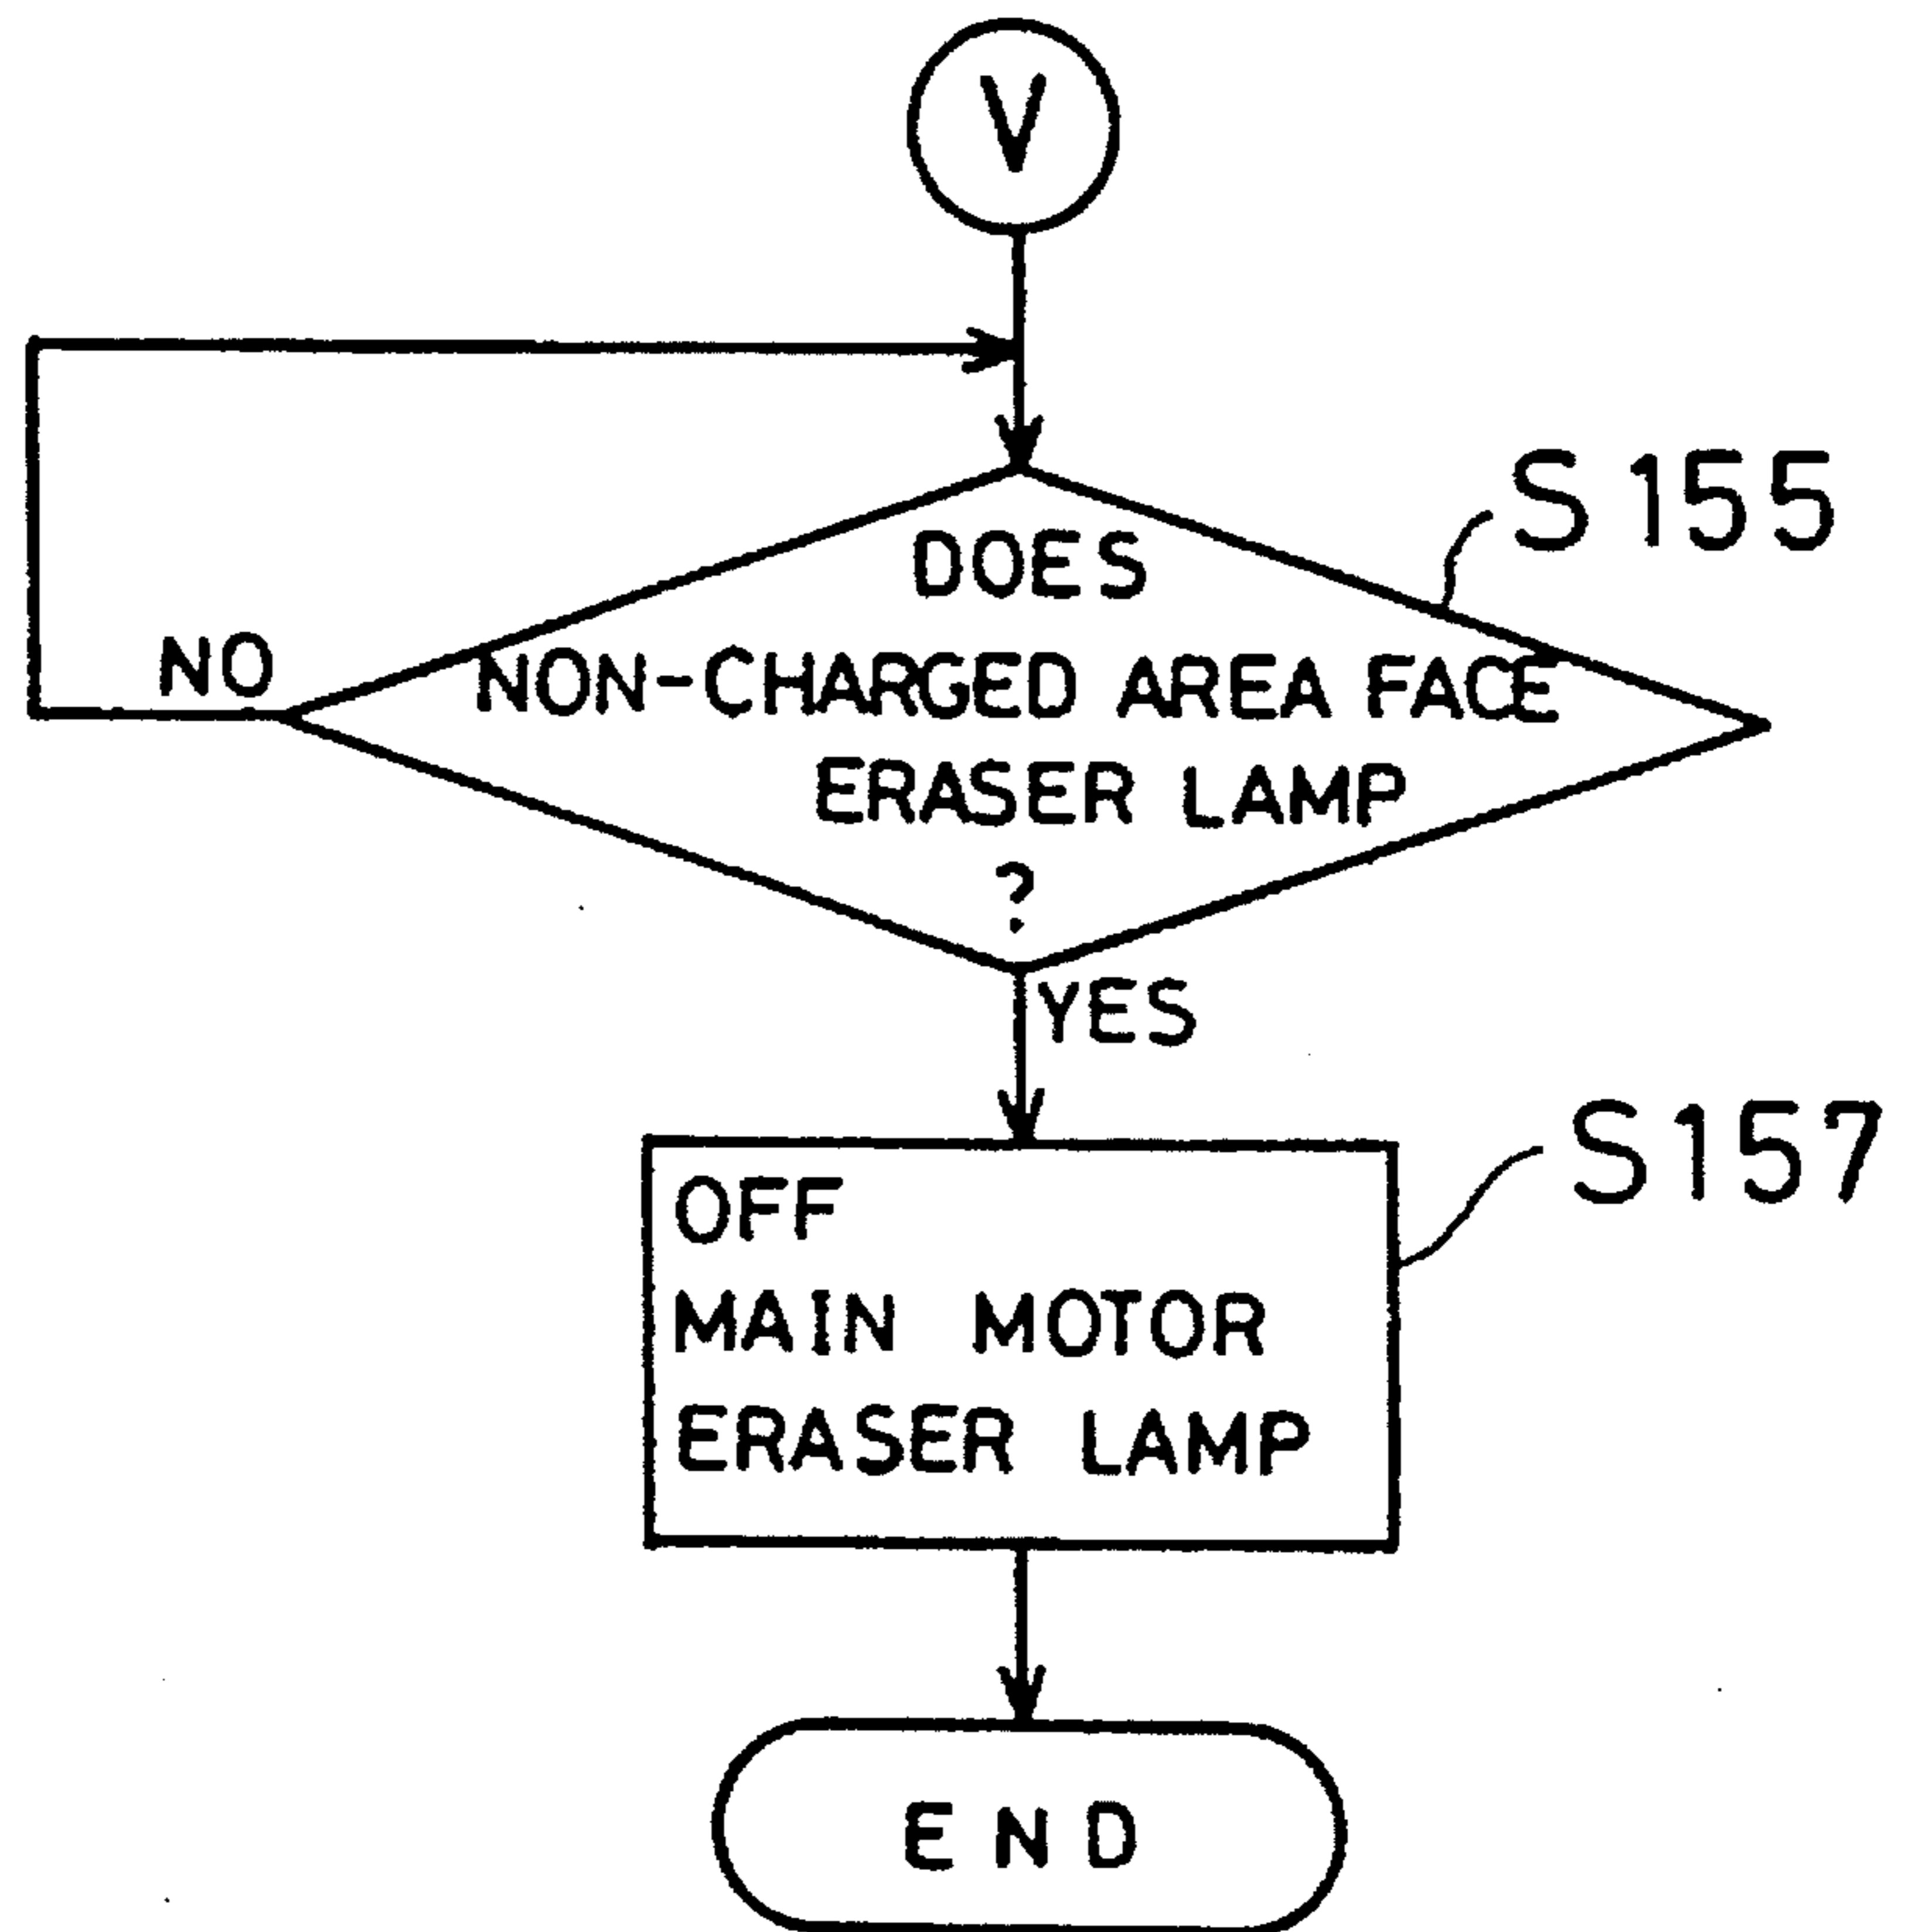 V
S155
DOES
NON-CHARGED AREA FACE
ERASER LAMP
?
NO
YES
S157
OFF
MAIN MOTOR
ERASER LAMP
END